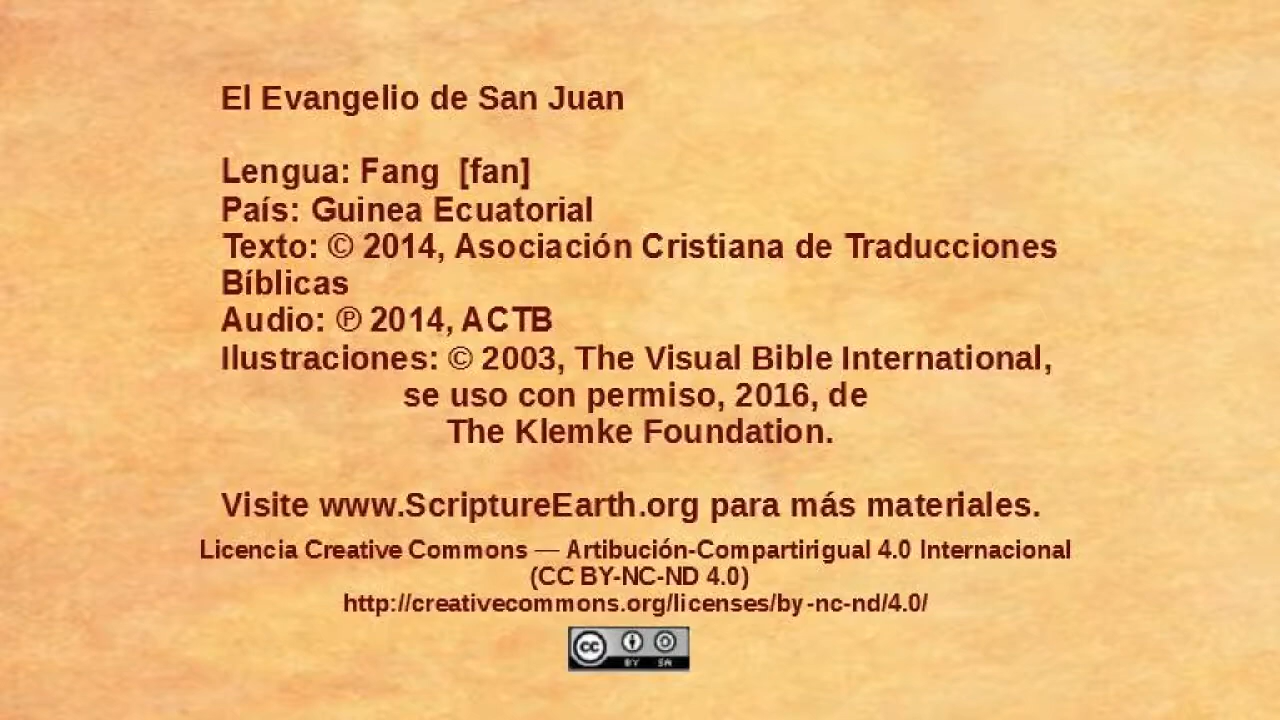 El Evangelio de San Juan
Lengua: Fang [fan]
País: Guinea Ecuatorial
Texto: © 2014, Asociación Cristiana de Traducciones
Bíblicas
Audio: ℗ 2014, ACTB
Ilustraciones: © 2003, The Visual Bible International,
se uso con permiso, 2016, de
The Klemke Foundation.
Visite www.ScriptureEarth.org para más materiales.
Licencia Creative Commons — Artibución-Compartirigual 4.0 Internacional
(CC BY-NC-ND 4.0)
http://creativecommons.org/licenses/by-nc-nd/4.0/
cc BY SA